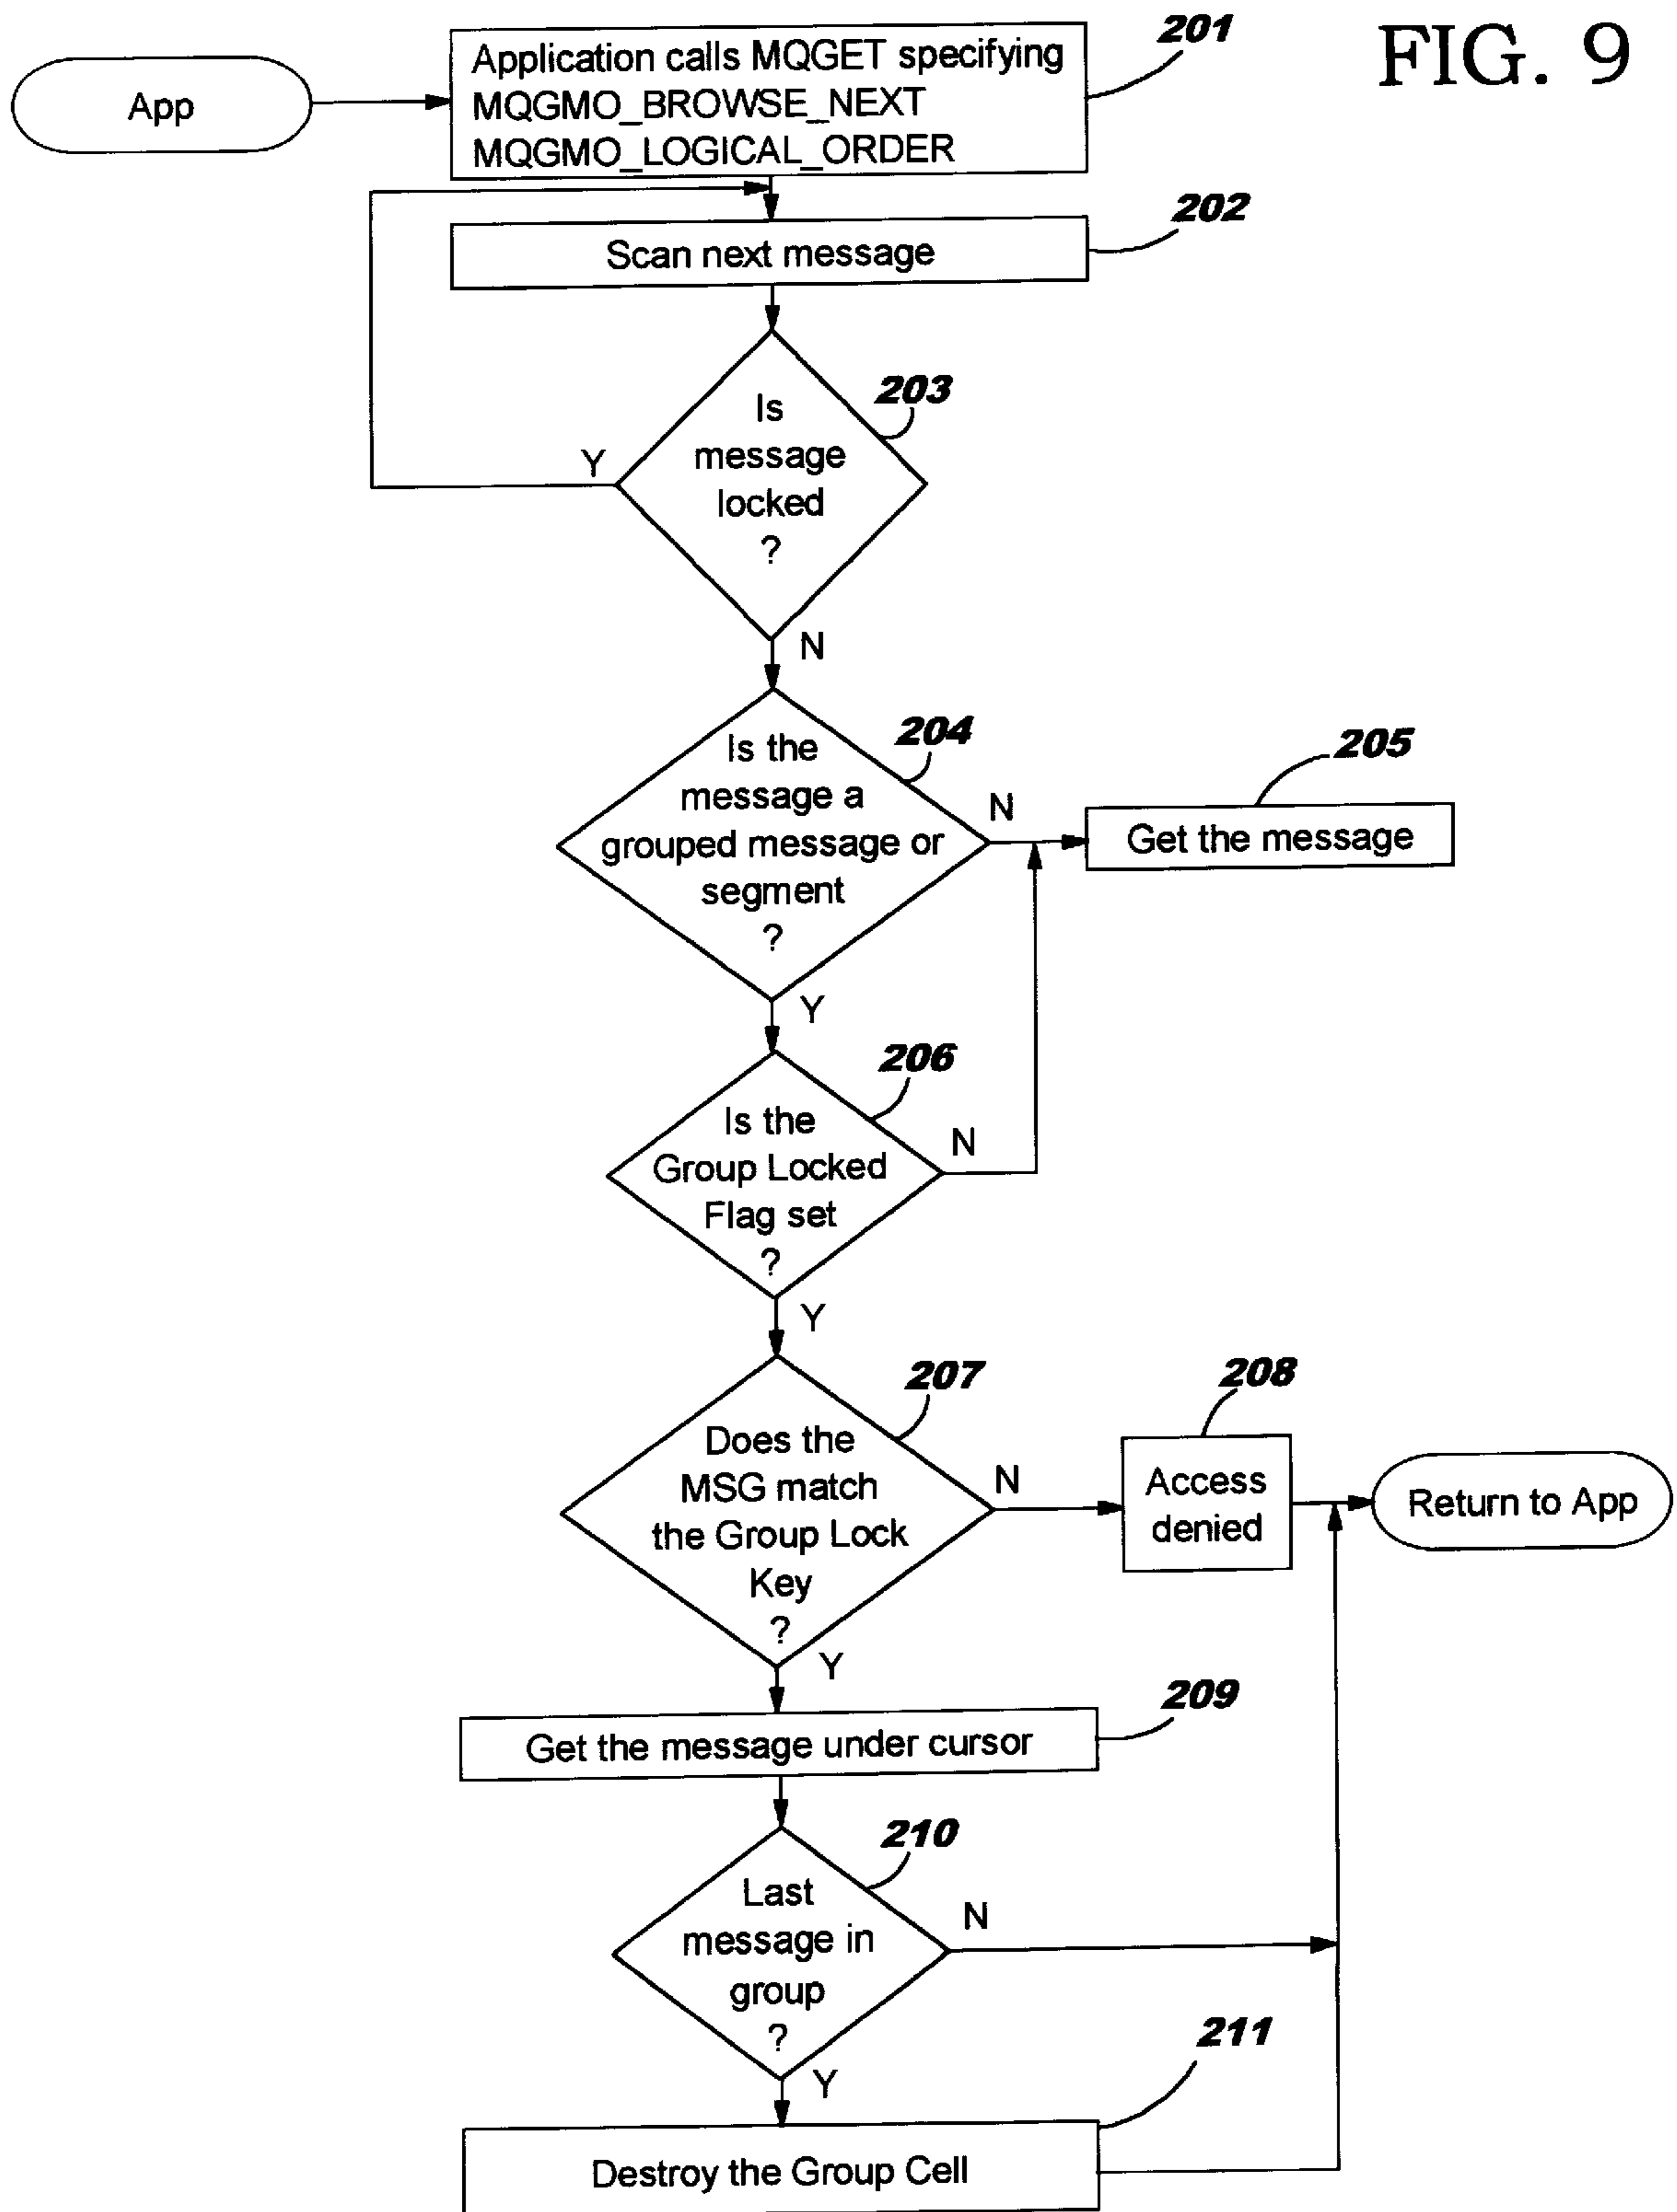 FIG. 9
App
Application calls MQGET specifying
MQGMO_BROWSE_NEXT
MQGMO_LOGICAL_ORDER
201
Scan next message
202
Is
message
locked
?
203
Y
N
Is the
message a
grouped message or
segment
?
204
N
Get the message
205
Y
Is the
Group Locked
Flag set
?
206
N
Y
Does the
MSG match
the Group Lock
Key
?
207
N
Access
denied
208
Return to App
Y
Get the message under cursor
209
Last
message in
group
?
210
N
Y
Destroy the Group Cell
211